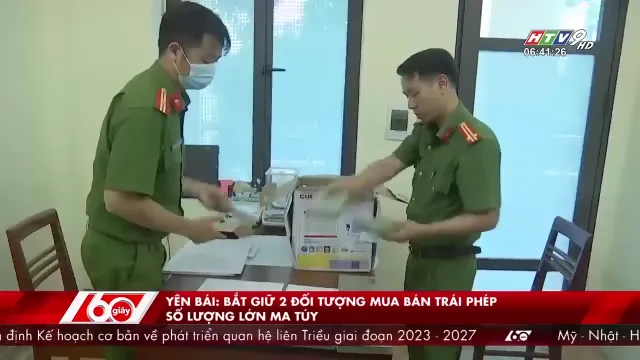 HTV9 HD
06:41:26
60 giây
YÊN BÁI: BẮT GIỮ 2 ĐỐI TƯỢNG MUA BÁN TRÁI PHÉP
SỐ LƯỢNG LỚN MA TÚY
n định Kế hoạch cơ bản về phát triển quan hệ liên Triều giai đoạn 2023 - 2027 60 Mỹ - Nhật - H